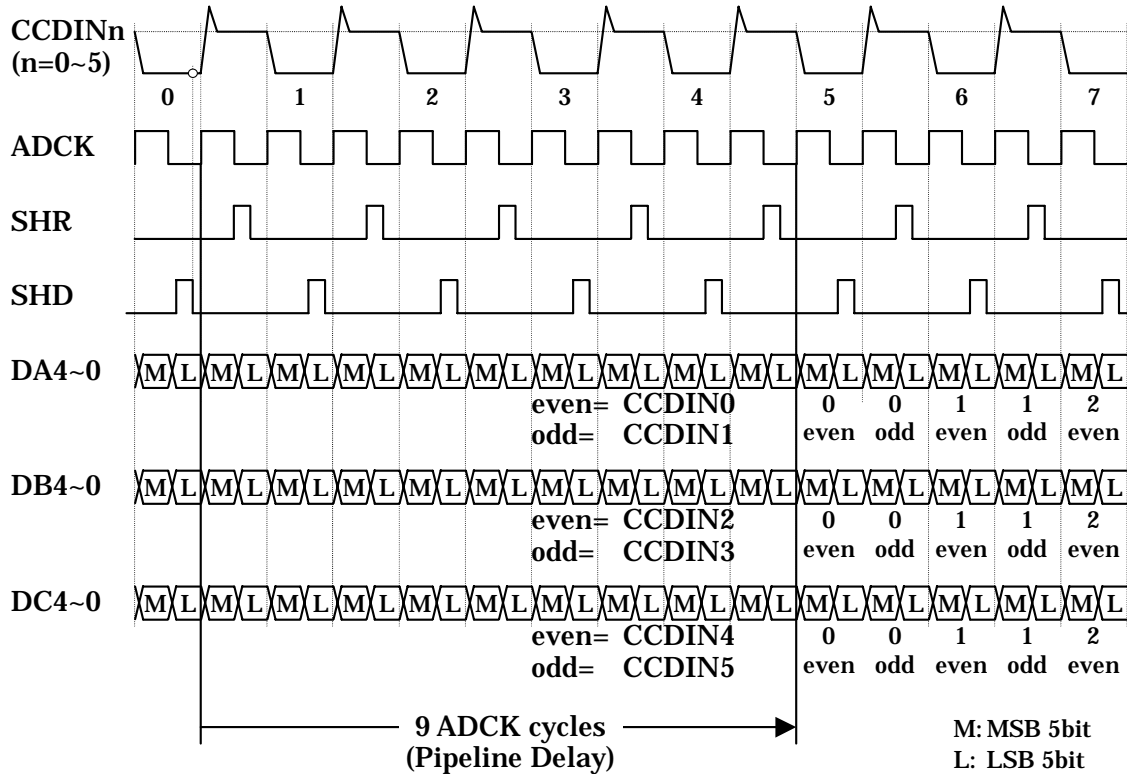 CCDINn
(n=0~5)
0 1 2 3 4 5 6 7
ADCK
SHR
SHD
DA4~0
M L M L M L M L M L M L M L M L M L M L M L M L M L M L M L
even= CCDIN0 0 0 1 1 2
odd= CCDIN1 even odd even odd even
DB4~0
M L M L M L M L M L M L M L M L M L M L M L M L M L M L M L
even= CCDIN2 0 0 1 1 2
odd= CCDIN3 even odd even odd even
DC4~0
M L M L M L M L M L M L M L M L M L M L M L M L M L M L M L
even= CCDIN4 0 0 1 1 2
odd= CCDIN5 even odd even odd even
9 ADCK cycles
(Pipeline Delay)
M: MSB 5bit
L: LSB 5bit